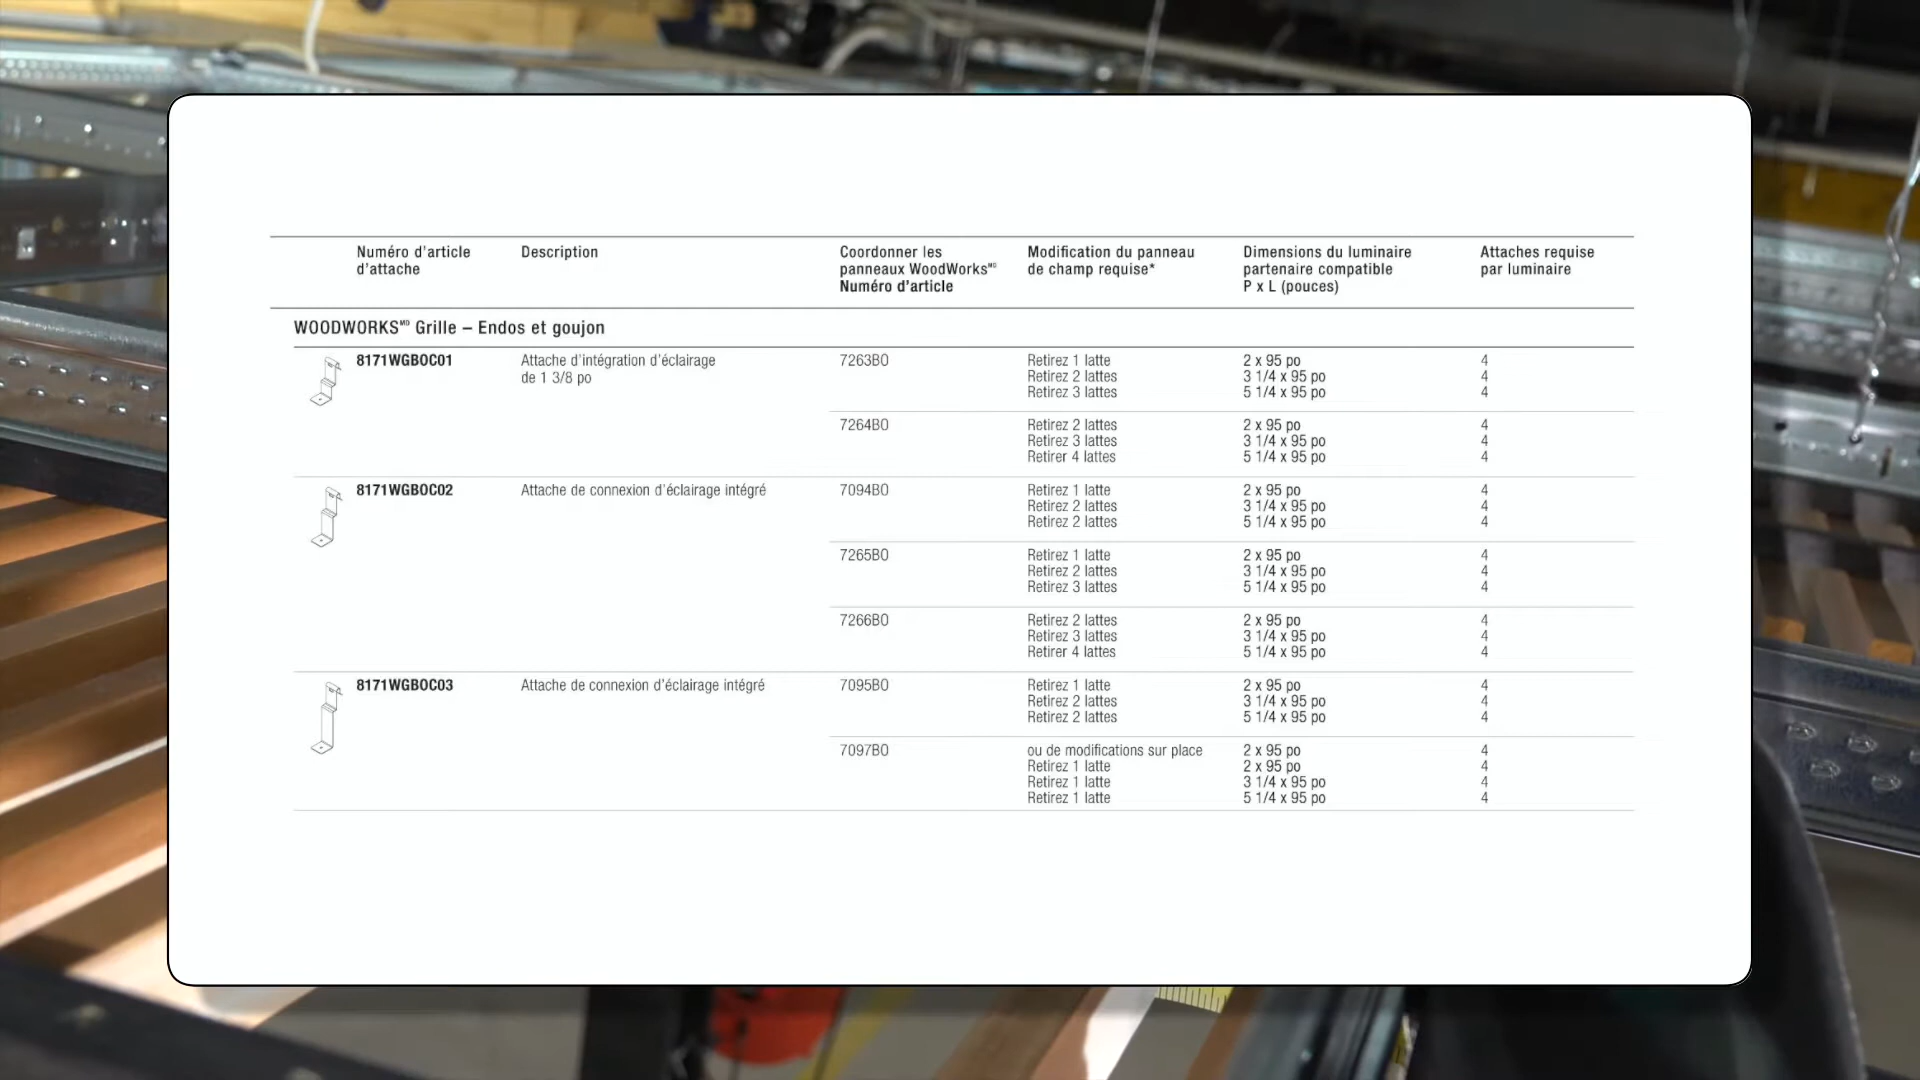 Numéro d'article d'attache
Description
Coordonner les panneaux WoodWorks^MD Numéro d'article
Modification du panneau de champ requise*
Dimensions du luminaire partenaire compatible P x L (pouces)
Attaches requise par luminaire
WOODWORKS^MD Grille – Endos et goujon
8171WGBOC01 Attache d'intégration d'éclairage 7263BO Retirez 1 latte 2 x 95 po 4
de 1 3/8 po Retirez 2 lattes 3 1/4 x 95 po 4
Retirez 3 lattes 5 1/4 x 95 po 4
7264BO Retirez 2 lattes 2 x 95 po 4
Retirez 3 lattes 3 1/4 x 95 po 4
Retirer 4 lattes 5 1/4 x 95 po 4
8171WGBOC02 Attache de connexion d'éclairage intégré 7094BO Retirez 1 latte 2 x 95 po 4
Retirez 2 lattes 3 1/4 x 95 po 4
Retirez 2 lattes 5 1/4 x 95 po 4
7265BO Retirez 1 latte 2 x 95 po 4
Retirez 2 lattes 3 1/4 x 95 po 4
Retirez 3 lattes 5 1/4 x 95 po 4
7266BO Retirez 2 lattes 2 x 95 po 4
Retirez 3 lattes 3 1/4 x 95 po 4
Retirer 4 lattes 5 1/4 x 95 po 4
8171WGBOC03 Attache de connexion d'éclairage intégré 7095BO Retirez 1 latte 2 x 95 po 4
Retirez 2 lattes 3 1/4 x 95 po 4
Retirez 2 lattes 5 1/4 x 95 po 4
7097BO ou de modifications sur place 2 x 95 po 4
Retirez 1 latte 2 x 95 po 4
Retirez 1 latte 3 1/4 x 95 po 4
Retirez 1 latte 5 1/4 x 95 po 4